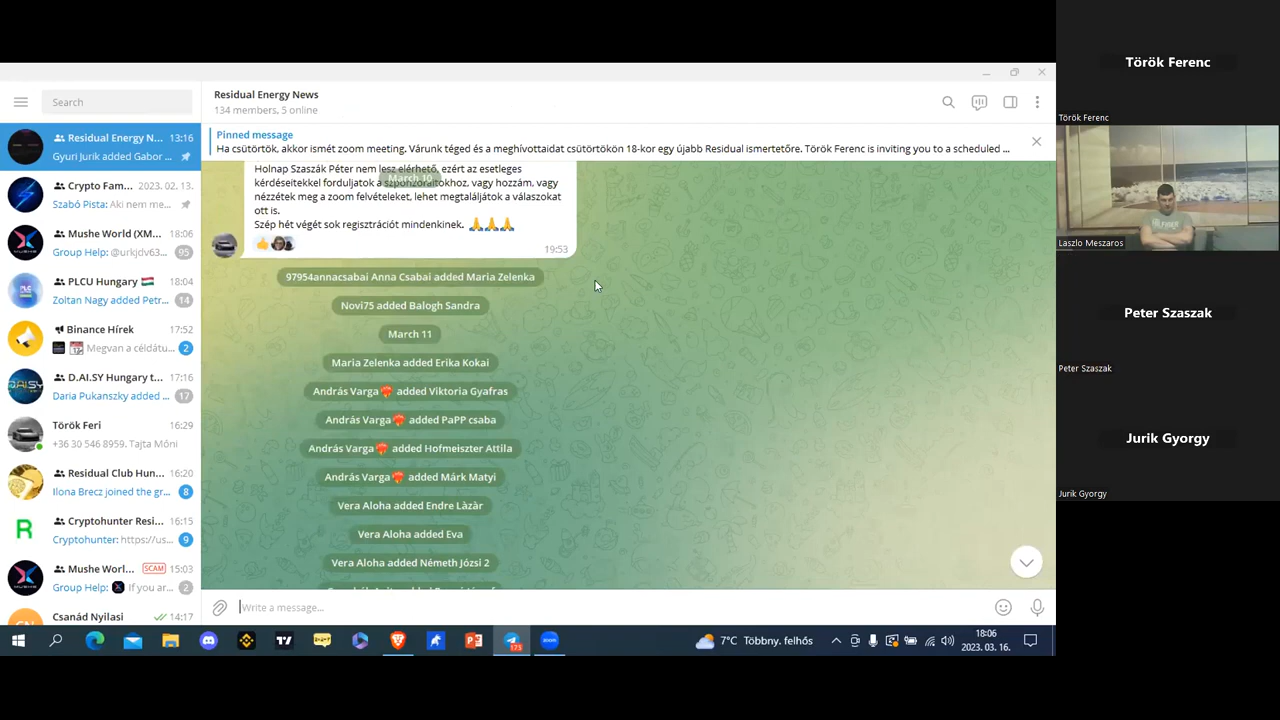 Search
Residual Energy N... 13:16
Gyuri Jurik added Gabor ...
Crypto Fam... 2023. 02. 13.
Szabó Pista: Aki nem me...
Mushe World (XM... 18:06
Group Help: @urkjdv63... 95
PLCU Hungary 18:04
Zoltan Nagy added Petr... 14
Binance Hírek 17:52
Megvan a céldátu... 2
D.AI.SY Hungary t... 17:16
Daria Pukanszky added ... 17
Török Feri 16:29
+36 30 546 8959. Tajta Móni
Residual Club Hun... 16:20
Ilona Brecz joined the gr... 8
Cryptohunter Resi... 16:15
Cryptohunter: https://us... 9
Mushe Worl... SCAM 15:03
Group Help: If you ar... 2
Csanád Nyilasi 14:17
Residual Energy News
134 members, 5 online
Pinned message
Ha csütörtök, akkor ismét zoom meeting. Várunk téged és a meghívottaidat csütörtökön 18-kor egy újabb Residual ismertetőre. Török Ferenc is inviting you to a scheduled ...
March 10
Holnap Szaszák Péter nem lesz elérhető, ezért az esetleges
kérdéseitekkel forduljatok a szponzoraitokhoz, vagy hozzám, vagy
nézzétek meg a zoom felvételeket, lehet megtaláljátok a válaszokat
ott is.
Szép hét végét sok regisztrációt mindenkinek. 🙏🙏🙏
19:53
97954annacsabai Anna Csabai added Maria Zelenka
Novi75 added Balogh Sandra
March 11
Maria Zelenka added Erika Kokai
András Varga added Viktoria Gyafras
András Varga added PaPP csaba
András Varga added Hofmeiszter Attila
András Varga added Márk Matyi
Vera Aloha added Endre Làzàr
Vera Aloha added Eva
Vera Aloha added Németh Józsi 2
Write a message...
173
zoom
7°C Többny. felhős
18:06
2023. 03. 16.
Török Ferenc
Török Ferenc
Laszlo Meszaros
Peter Szaszak
Peter Szaszak
Jurik Gyorgy
Jurik Gyorgy